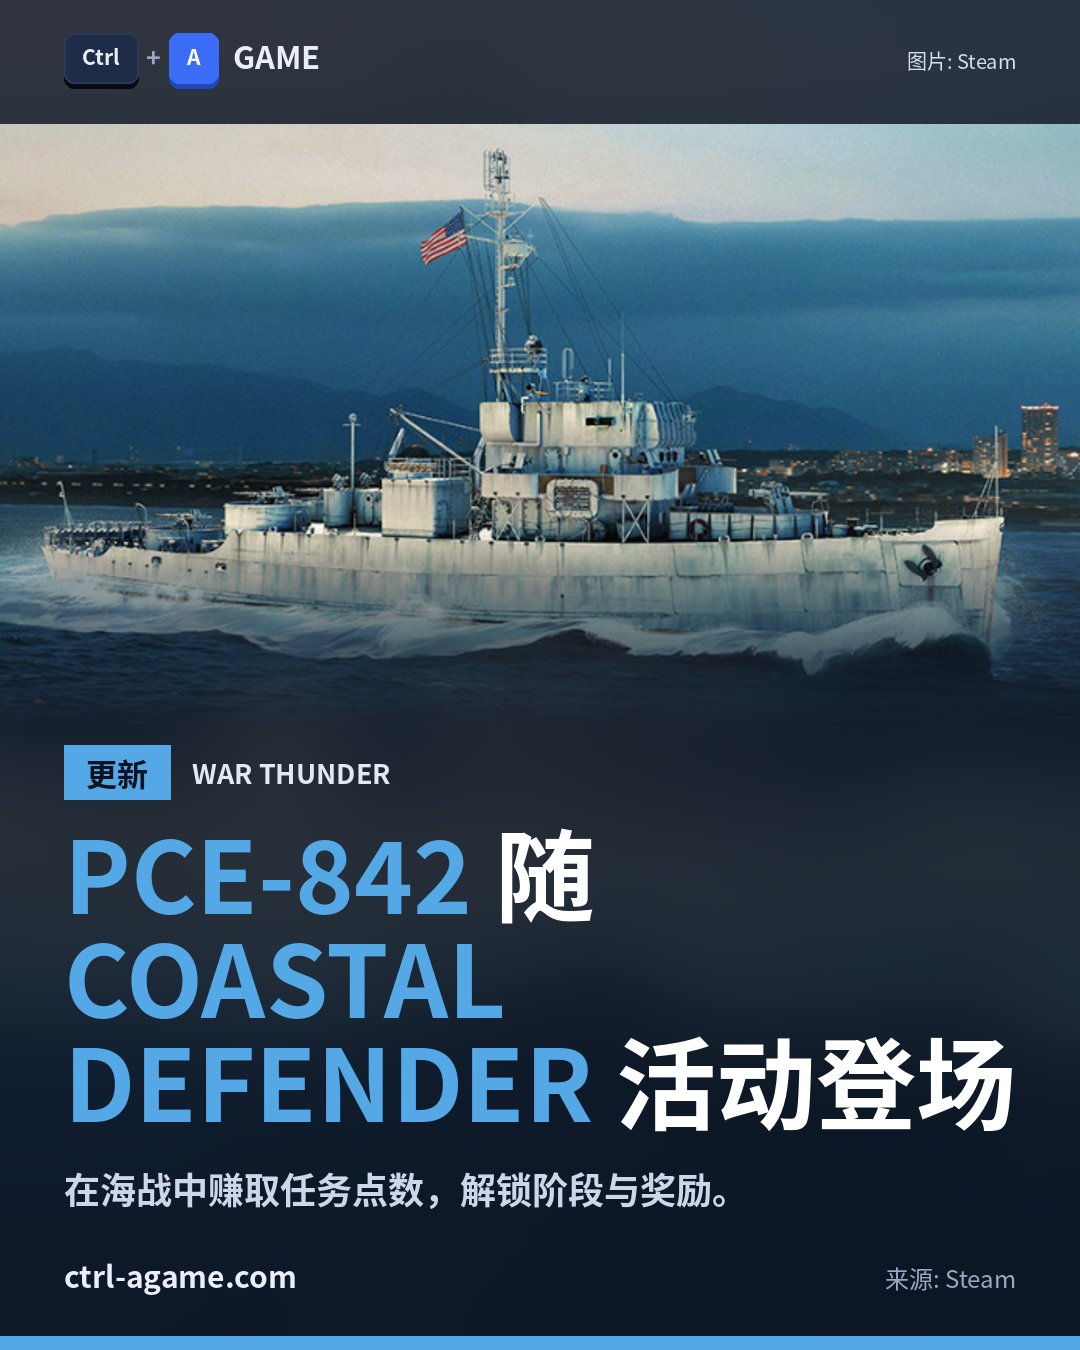 Ctrl + A GAME
图片: Steam
更新 WAR THUNDER
PCE-842 随
COASTAL
DEFENDER 活动登场
在海战中赚取任务点数，解锁阶段与奖励。
ctrl-agame.com
来源: Steam